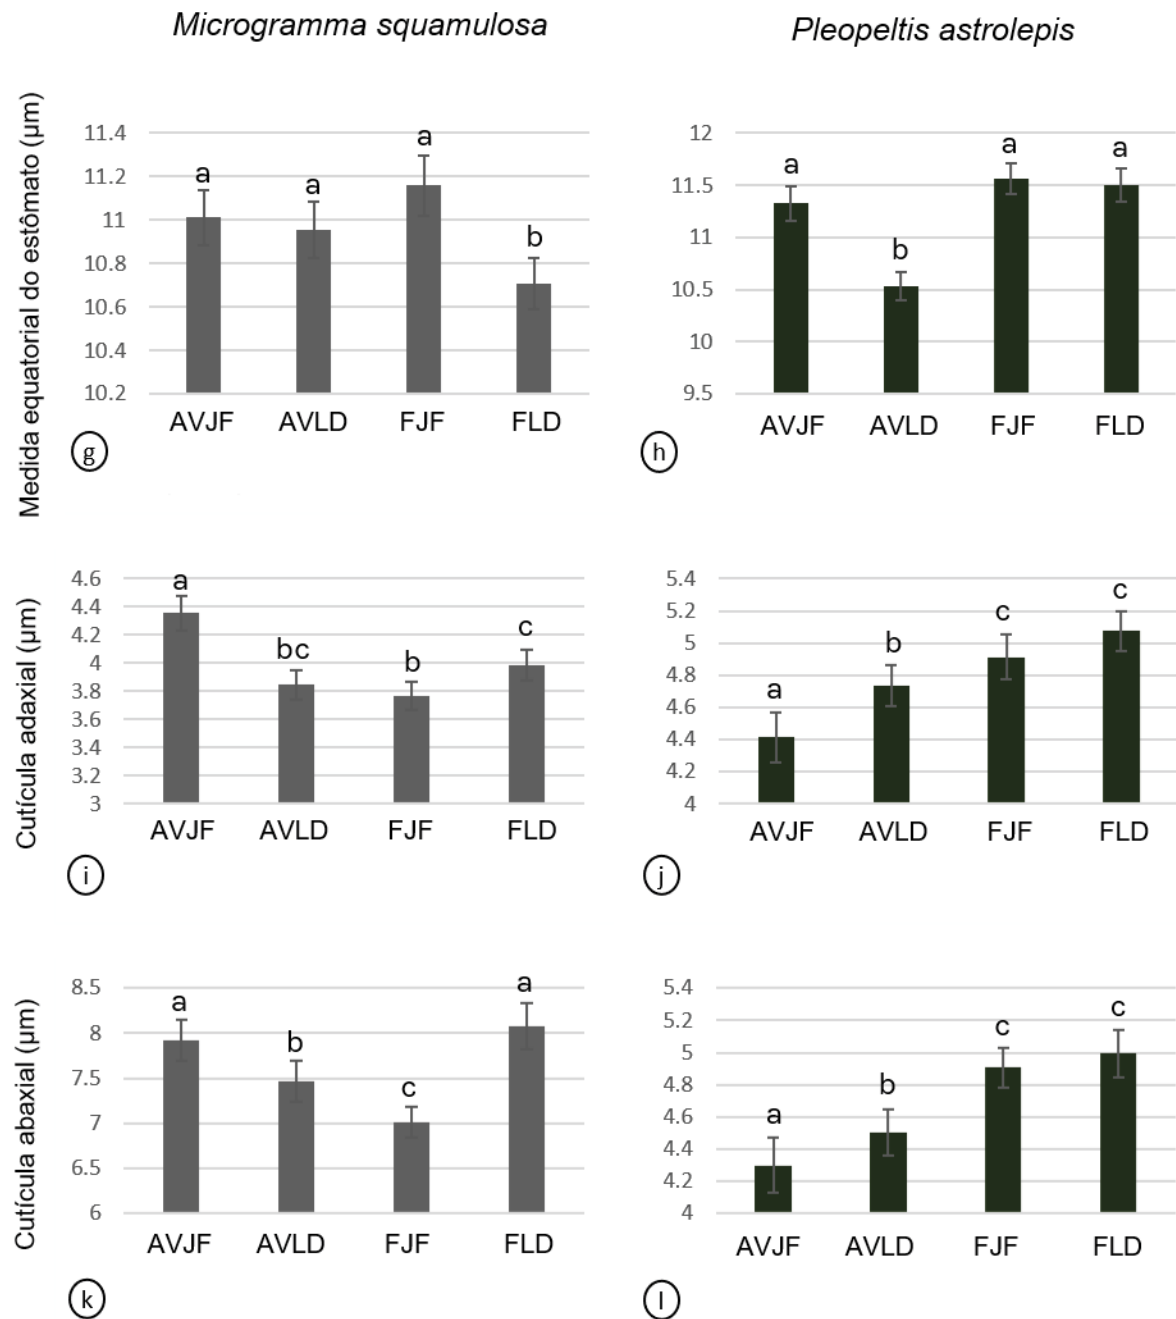 Microgramma squamulosa
Pleopeltis astrolepis
Medida equatorial do estômato (µm)
11.4
11.2
11
10.8
10.6
10.4
10.2
a
a
a
b
AVJF AVLD FJF FLD
g
12
11.5
11
10.5
10
9.5
a
b
a
a
AVJF AVLD FJF FLD
h
Cutícula adaxial (µm)
4.6
4.4
4.2
4
3.8
3.6
3.4
3.2
3
a
bc
b
c
AVJF AVLD FJF FLD
i
5.4
5.2
5
4.8
4.6
4.4
4.2
4
a
b
c
c
AVJF AVLD FJF FLD
j
Cutícula abaxial (µm)
8.5
8
7.5
7
6.5
6
a
b
c
a
AVJF AVLD FJF FLD
k
5.4
5.2
5
4.8
4.6
4.4
4.2
4
a
b
c
c
AVJF AVLD FJF FLD
l